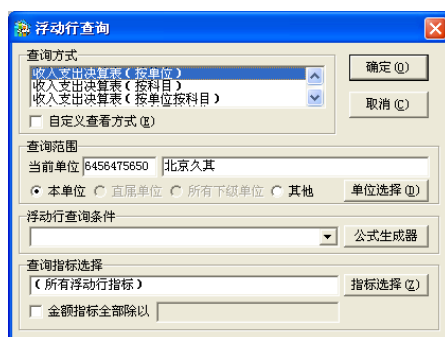 浮动行查询
查询方式
收入支出决算表(按单位)
收入支出决算表(按科目)
收入支出决算表(按单位按科目)
自定义查看方式(E)
确定(O)
取消(C)
查询范围
当前单位 6456475650 北京久其
本单位 直属单位 所有下级单位 其他 单位选择(D)
浮动行查询条件
公式生成器
查询指标选择
(所有浮动行指标) 指标选择(Z)
金额指标全部除以